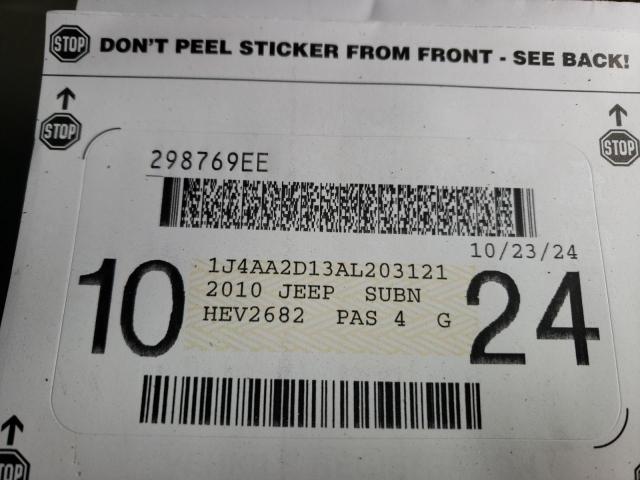 STOP DON'T PEEL STICKER FROM FRONT - SEE BACK!
STOP STOP
298769EE
10/23/24
10 24
1J4AA2D13AL203121
2010 JEEP SUBN
HEV2682 PAS 4 G
STOP